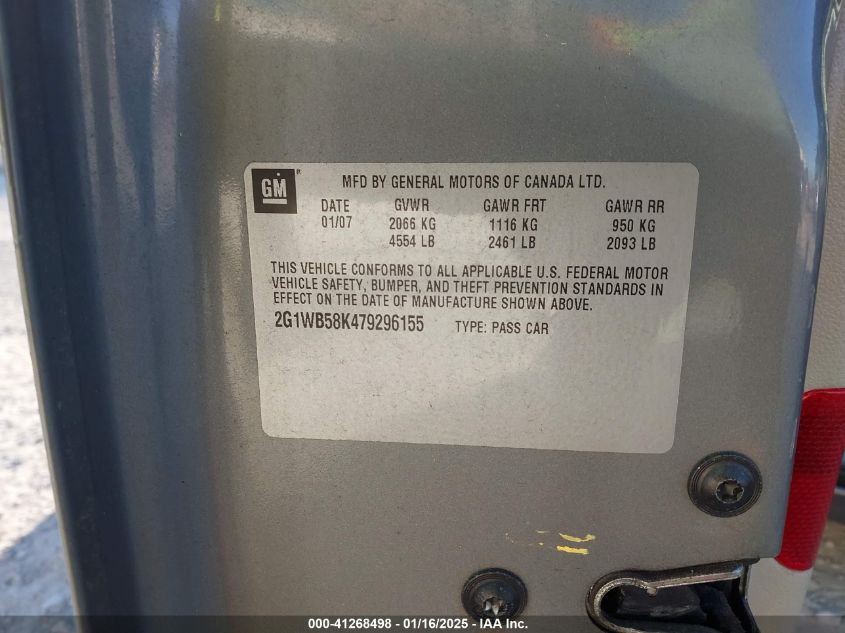 GM
MFD BY GENERAL MOTORS OF CANADA LTD.
DATE GVWR GAWR FRT GAWR RR
01/07 2066 KG 1116 KG 950 KG
4554 LB 2461 LB 2093 LB
THIS VEHICLE CONFORMS TO ALL APPLICABLE U.S. FEDERAL MOTOR
VEHICLE SAFETY, BUMPER, AND THEFT PREVENTION STANDARDS IN
EFFECT ON THE DATE OF MANUFACTURE SHOWN ABOVE.
2G1WB58K479296155 TYPE: PASS CAR
000-41268498 - 01/16/2025 - IAA Inc.